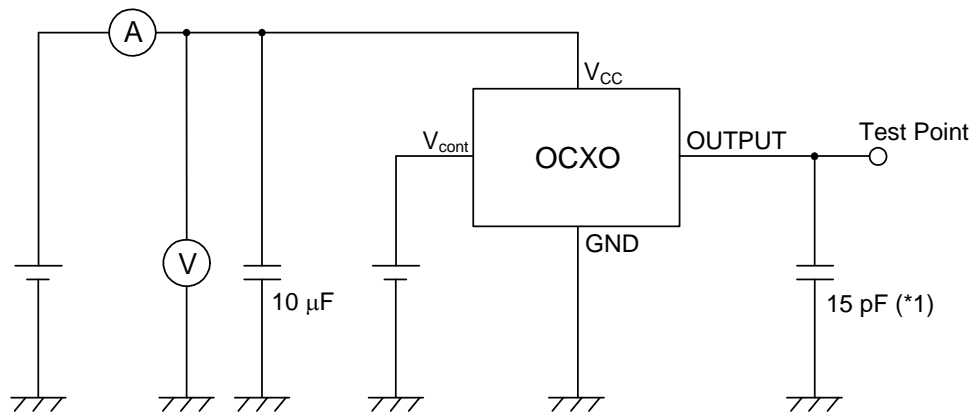 A
V_CC
V_cont
OCXO
OUTPUT
Test Point
GND
V
10 μF
15 pF (*1)